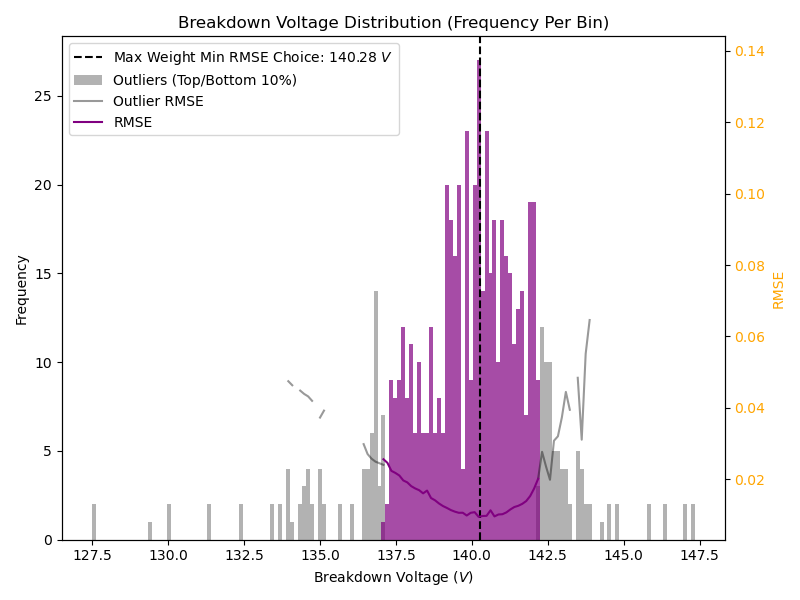 Breakdown Voltage Distribution (Frequency Per Bin)
Max Weight Min RMSE Choice: 140.28 V
Outliers (Top/Bottom 10%)
Outlier RMSE
RMSE
Frequency
0
5
10
15
20
25
127.5 130.0 132.5 135.0 137.5 140.0 142.5 145.0 147.5
Breakdown Voltage (V)
0.14
0.12
0.10
0.08
0.06
0.04
0.02
RMSE